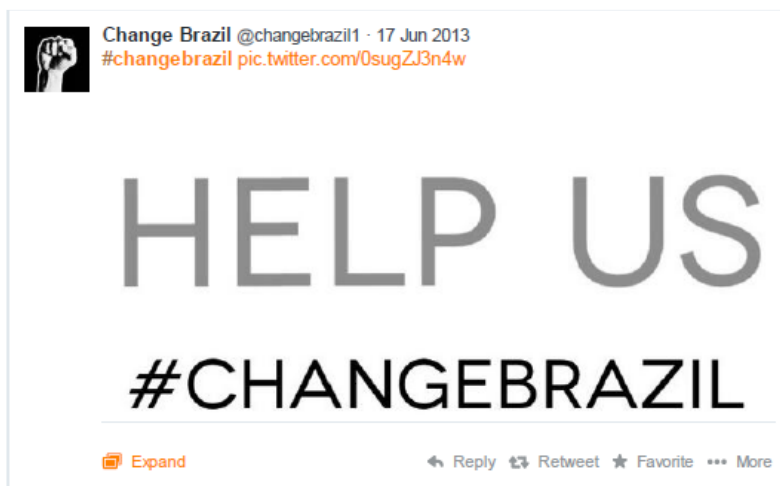 Change Brazil @changebrazil1 · 17 Jun 2013
#changebrazil pic.twitter.com/0sugZJ3n4w
HELP US
#CHANGEBRAZIL
Expand Reply Retweet Favorite More